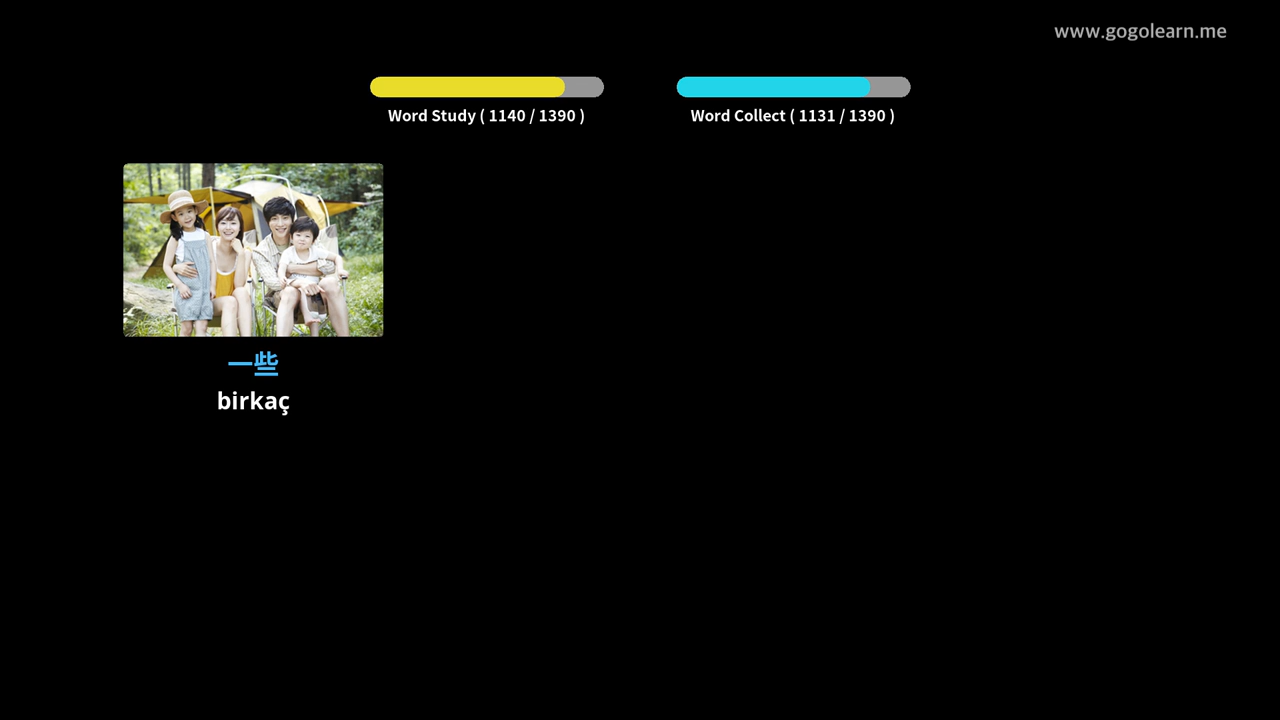 www.gogolearn.me
Word Study ( 1140 / 1390 )
Word Collect ( 1131 / 1390 )
一些
birkaç